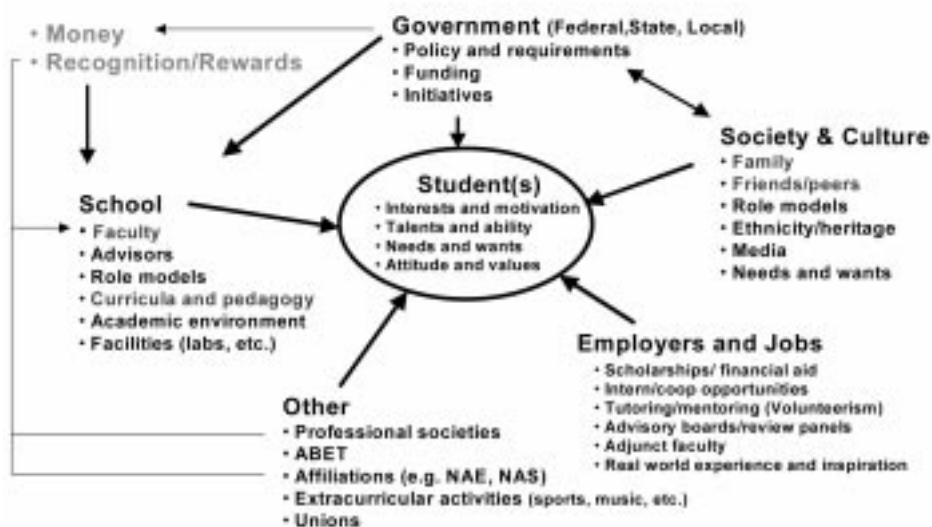 Government (Federal,State, Local)
• Policy and requirements
• Funding
• Initiatives
• Money
• Recognition/Rewards
Society & Culture
• Family
• Friends/peers
• Role models
• Ethnicity/heritage
• Media
• Needs and wants
Student(s)
• Interests and motivation
• Talents and ability
• Needs and wants
• Attitude and values
School
• Faculty
• Advisors
• Role models
• Curricula and pedagogy
• Academic environment
• Facilities (labs, etc.)
Employers and Jobs
• Scholarships/ financial aid
• Intern/coop opportunities
• Tutoring/mentoring (Volunteerism)
• Advisory boards/review panels
• Adjunct faculty
• Real world experience and inspiration
Other
• Professional societies
• ABET
• Affiliations (e.g. NAE, NAS)
• Extracurricular activities (sports, music, etc.)
• Unions